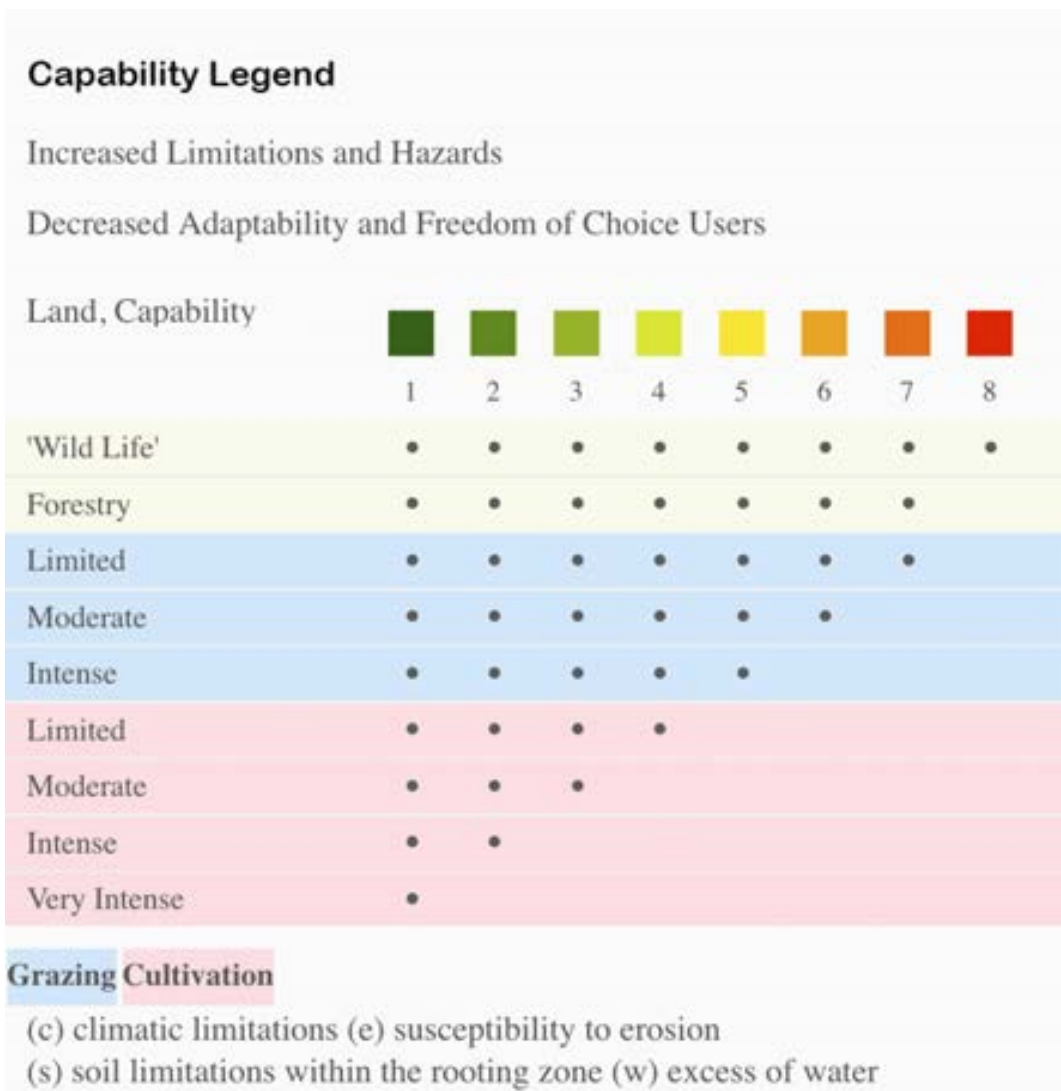 Capability Legend
Increased Limitations and Hazards
Decreased Adaptability and Freedom of Choice Users
Land, Capability
1 2 3 4 5 6 7 8
'Wild Life' • • • • • • • •
Forestry • • • • • • •
Limited • • • • • • •
Moderate • • • • • •
Intense • • • • •
Limited • • • •
Moderate • • •
Intense • •
Very Intense •
Grazing Cultivation
(c) climatic limitations (e) susceptibility to erosion
(s) soil limitations within the rooting zone (w) excess of water